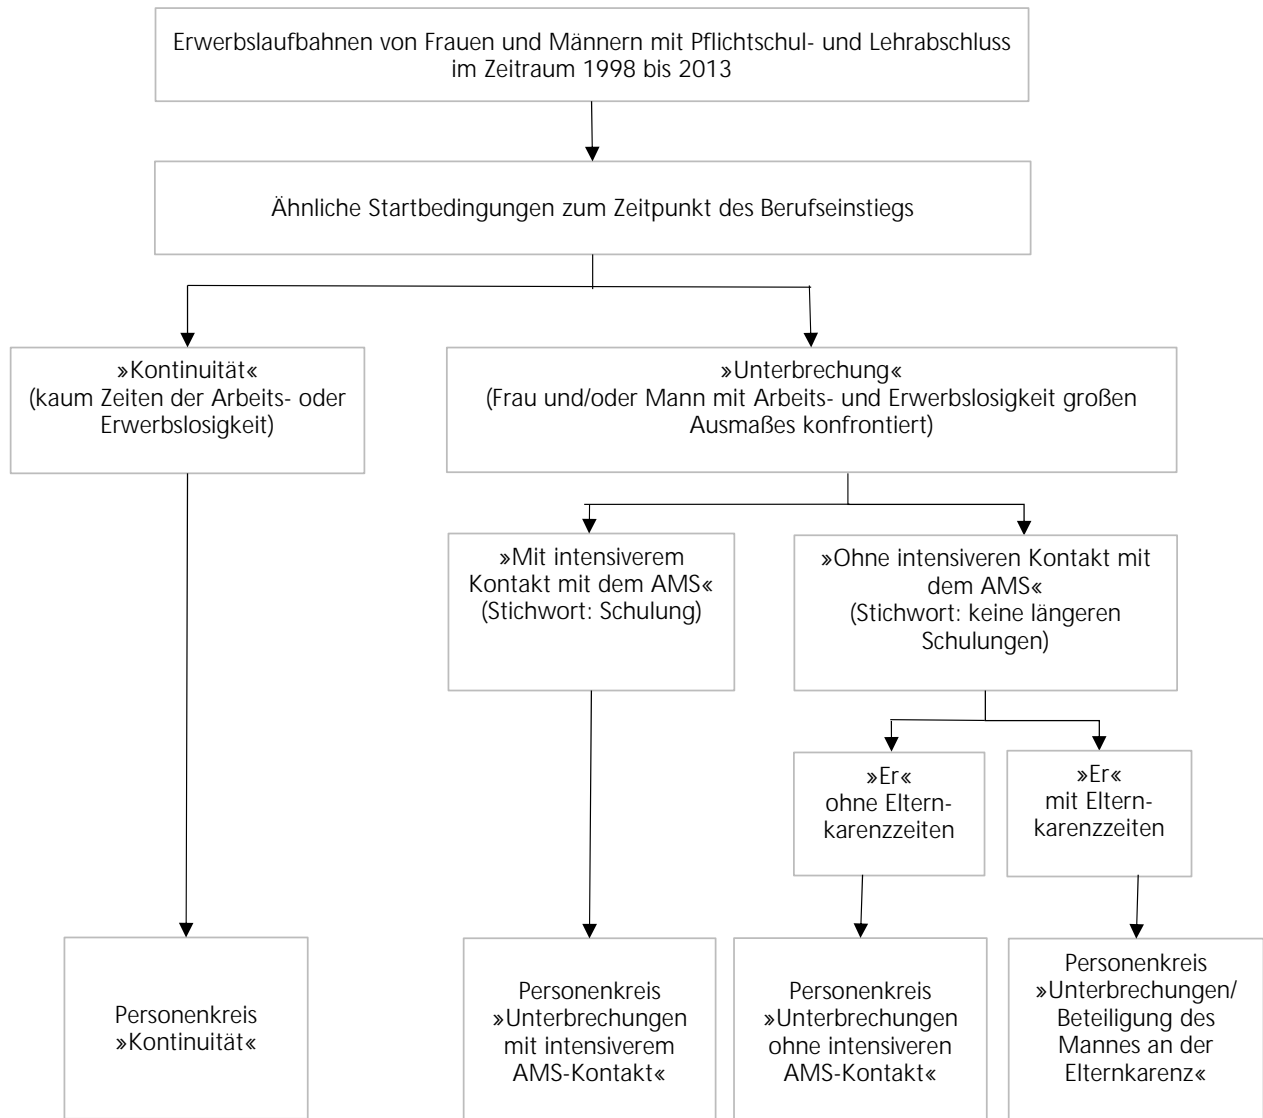 Erwerbslaufbahnen von Frauen und Männern mit Pflichtschul- und Lehrabschluss
im Zeitraum 1998 bis 2013
Ähnliche Startbedingungen zum Zeitpunkt des Berufseinstiegs
»Kontinuität«
(kaum Zeiten der Arbeits- oder
Erwerbslosigkeit)
»Unterbrechung«
(Frau und/oder Mann mit Arbeits- und Erwerbslosigkeit großen
Ausmaßes konfrontiert)
»Mit intensiverem
Kontakt mit dem AMS«
(Stichwort: Schulung)
»Ohne intensiveren Kontakt mit
dem AMS«
(Stichwort: keine längeren
Schulungen)
»Er«
ohne Eltern-
karenzzeiten
»Er«
mit Eltern-
karenzzeiten
Personenkreis
»Kontinuität«
Personenkreis
»Unterbrechungen
mit intensiverem
AMS-Kontakt«
Personenkreis
»Unterbrechungen
ohne intensiveren
AMS-Kontakt«
Personenkreis
»Unterbrechungen/
Beteiligung des
Mannes an der
Elternkarenz«